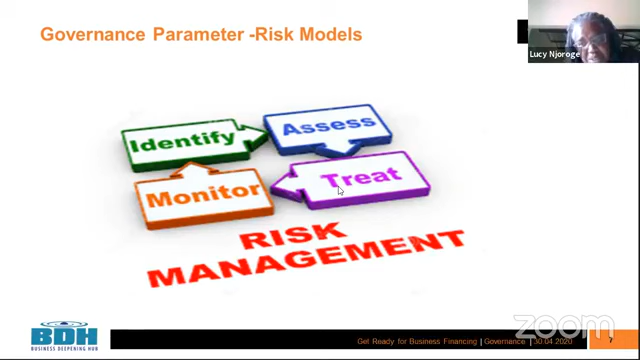 Governance Parameter -Risk Models
Lucy Njoroge
Identify
Assess
Monitor
Treat
RISK
MANAGEMENT
BDH
BUSINESS DEEPENING HUB
Get Ready for Business Financing | Governance | 30.04.2020
7
zoom